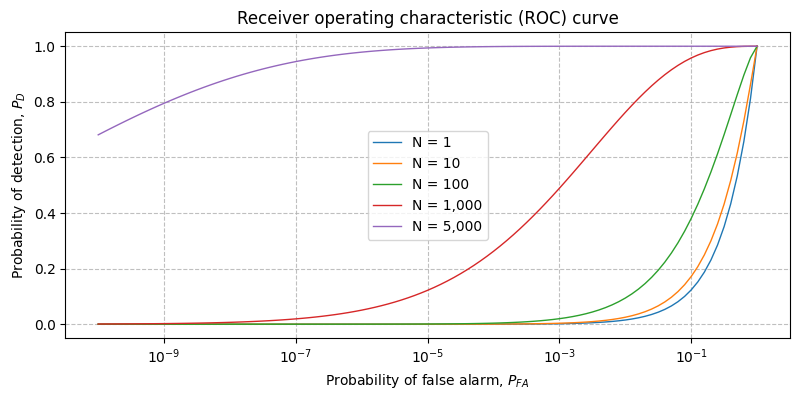 Receiver operating characteristic (ROC) curve
1.0
0.8
0.6
0.4
0.2
0.0
Probability of detection, P_D
N = 1
N = 10
N = 100
N = 1,000
N = 5,000
10⁻⁹ 10⁻⁷ 10⁻⁵ 10⁻³ 10⁻¹
Probability of false alarm, P_FA